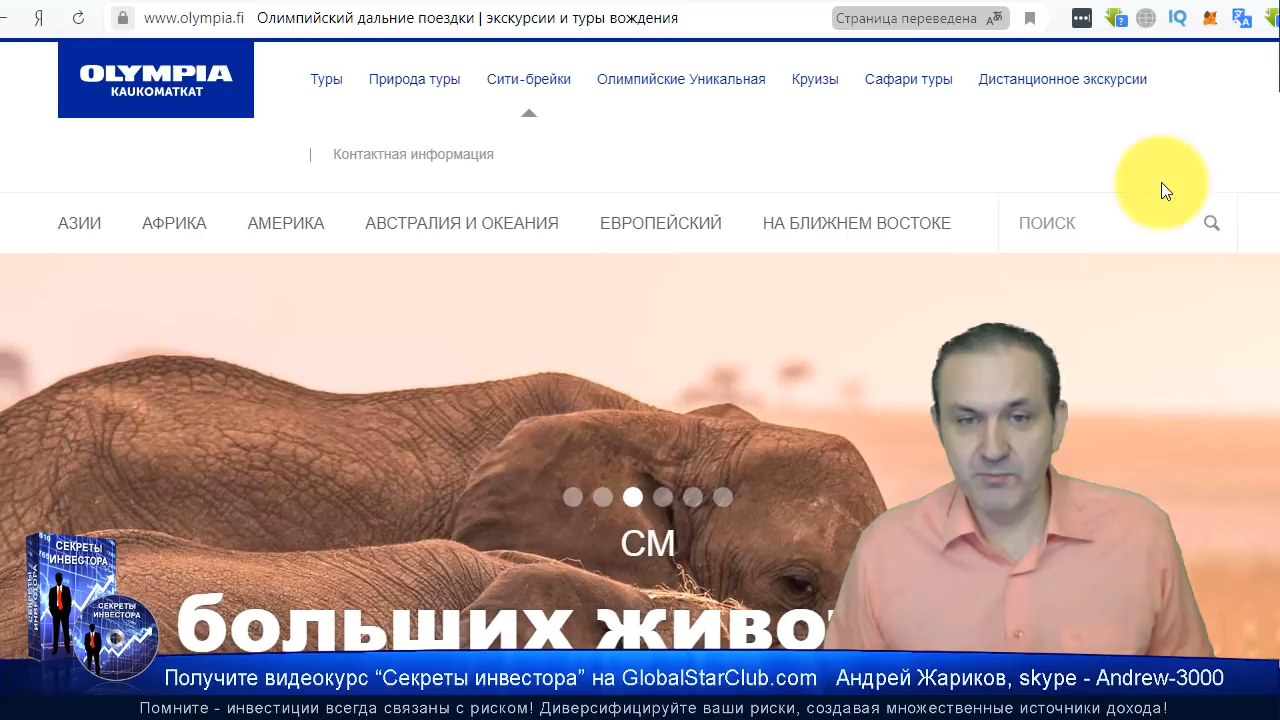 Я www.olympia.fi Олимпийский дальние поездки | экскурсии и туры вождения Страница переведена IQ
OLYMPIA
KAUKOMATKAT
Туры Природа туры Сити-брейки Олимпийские Уникальная Круизы Сафари туры Дистанционное экскурсии
| Контактная информация
АЗИИ АФРИКА АМЕРИКА АВСТРАЛИЯ И ОКЕАНИЯ ЕВРОПЕЙСКИЙ НА БЛИЖНЕМ ВОСТОКЕ ПОИСК
СМ
больших живо
СЕКРЕТЫ
ИНВЕСТОРА
СЕКРЕТЫ
ИНВЕСТОРА
Получите видеокурс “Секреты инвестора” на GlobalStarClub.com Андрей Жариков, skype - Andrew-3000
Помните - инвестиции всегда связаны с риском! Диверсифицируйте ваши риски, создавая множественные источники дохода!